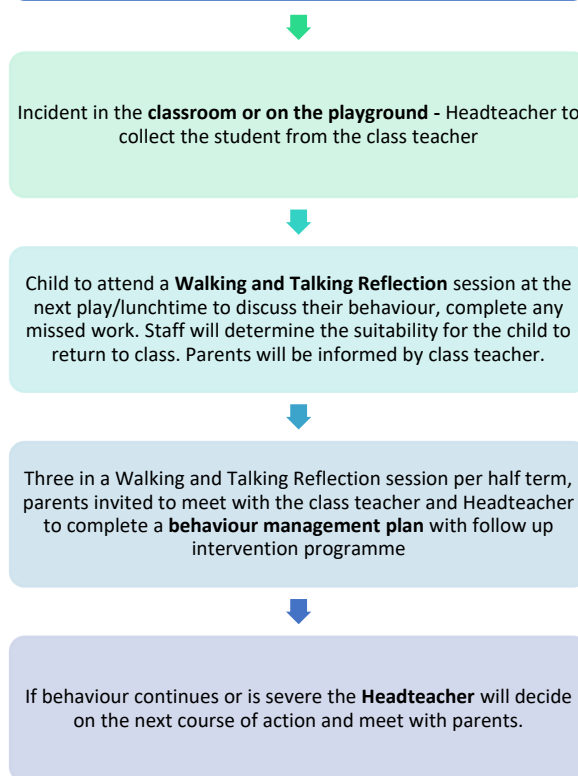 Incident in the classroom or on the playground - Headteacher to
collect the student from the class teacher
Child to attend a Walking and Talking Reflection session at the
next play/lunchtime to discuss their behaviour, complete any
missed work. Staff will determine the suitability for the child to
return to class. Parents will be informed by class teacher.
Three in a Walking and Talking Reflection session per half term,
parents invited to meet with the class teacher and Headteacher
to complete a behaviour management plan with follow up
intervention programme
If behaviour continues or is severe the Headteacher will decide
on the next course of action and meet with parents.